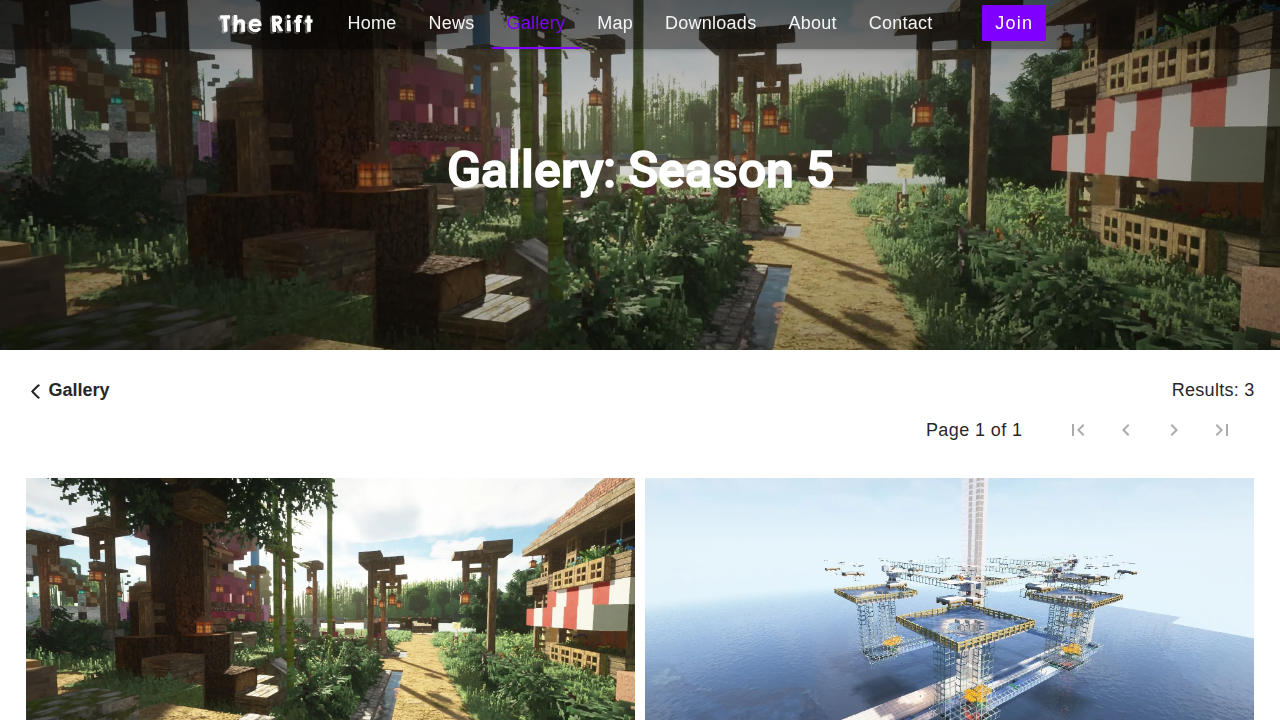 The Rift Home News Gallery Map Downloads About Contact Join
Gallery: Season 5
Gallery Results: 3
Page 1 of 1